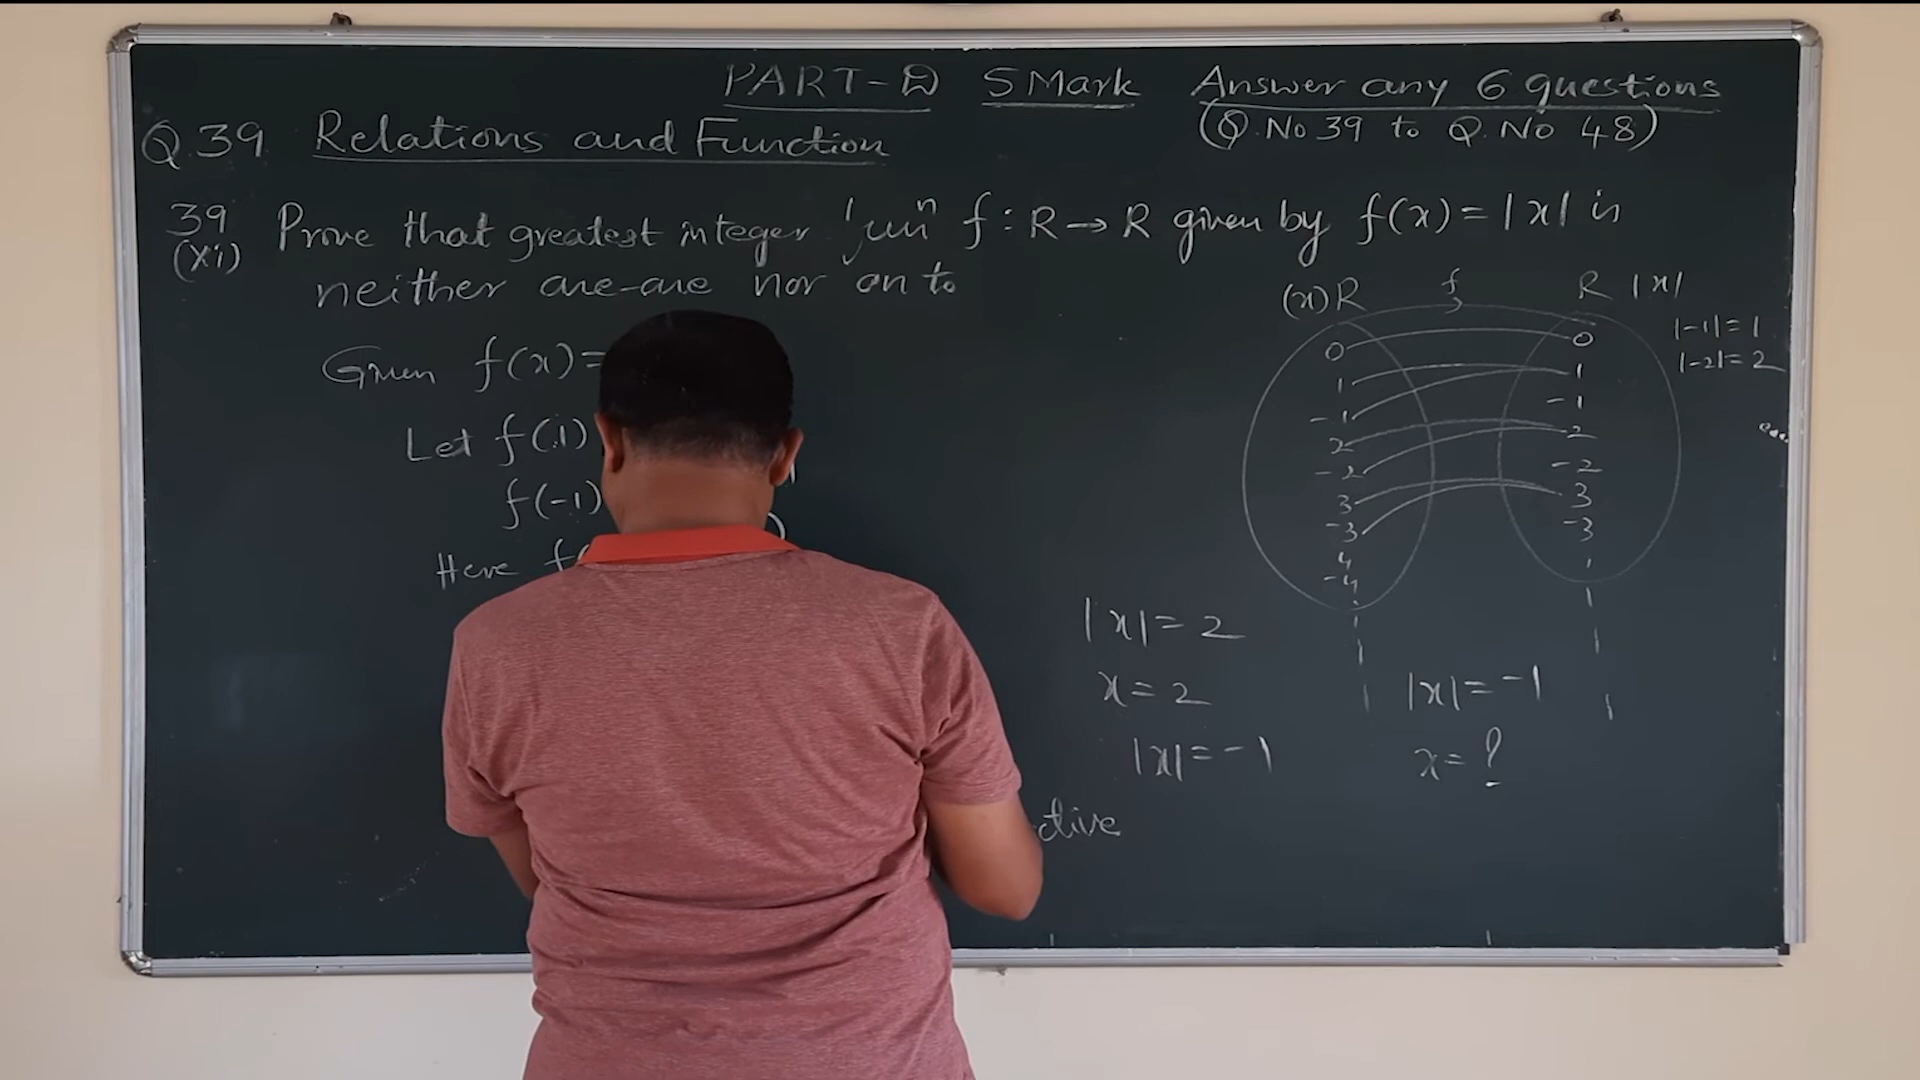 PART-D 5 Mark Answer any 6 questions
(Q.No 39 to Q.No 48)
Q 39 Relations and Function
39 (xi) Prove that greatest integer funⁿ f : R → R given by f(x) = |x| is
neither one-one nor on to
Given f(x) =
Let f(1)
f(-1)
Here
(x) R f R |x|
0
1
-1
2
-2
3
-3
4
-4
0
1
-1
2
-2
3
-3
|-1| = 1
|-2| = 2
|x| = 2
x = 2
|x| = -1
|x| = -1
x = ?
ctive